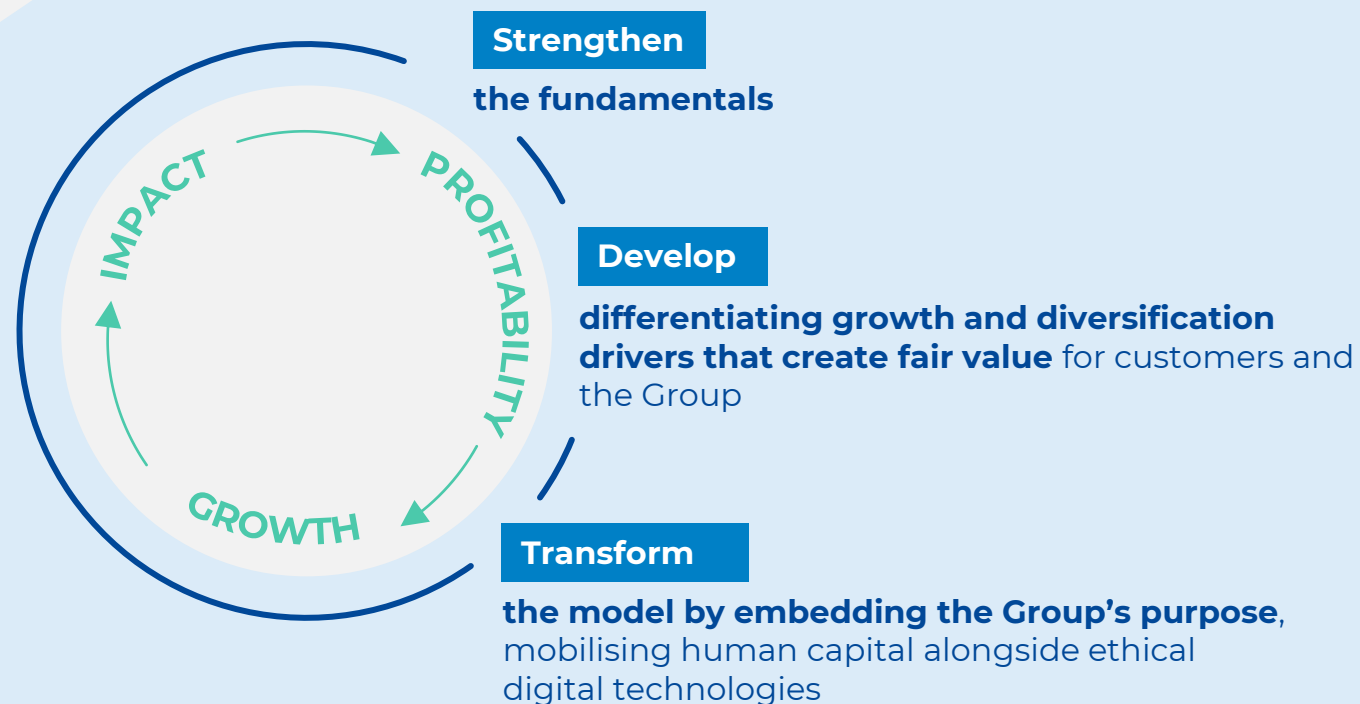 Strengthen
the fundamentals
IMPACT
PROFITABILITY
GROWTH
Develop
differentiating growth and diversification
drivers that create fair value for customers and
the Group
Transform
the model by embedding the Group’s purpose,
mobilising human capital alongside ethical
digital technologies